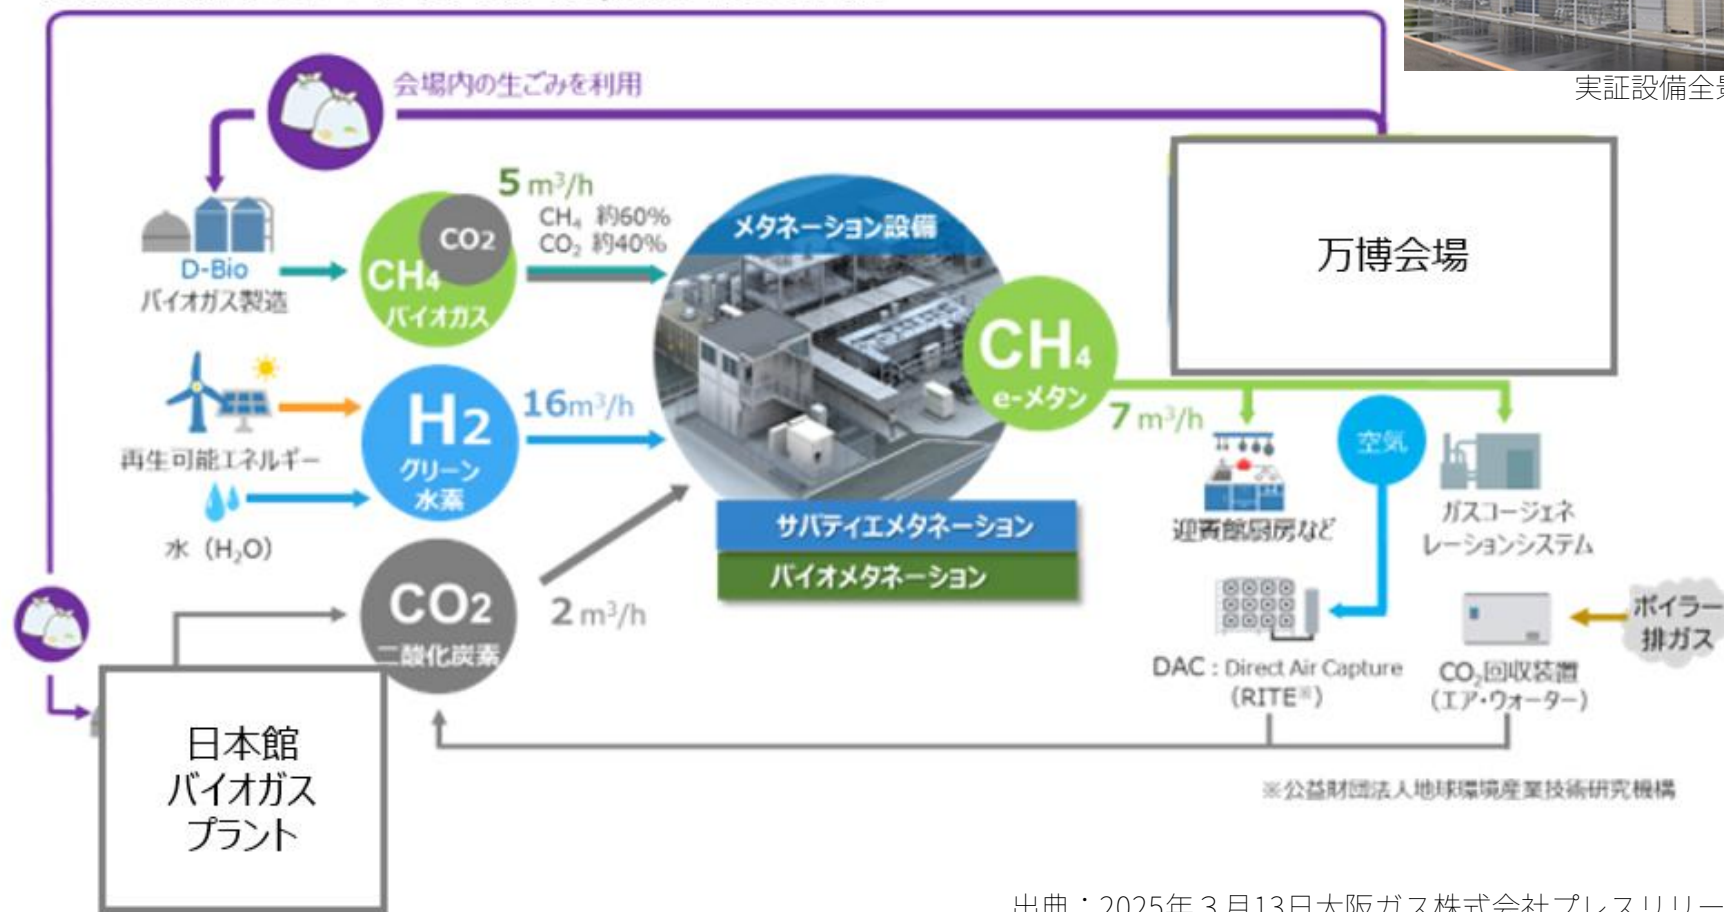 実証設備全景
会場内の生ごみを利用
5 m³/h
CH₄ 約60%
CO₂ 約40%
CO2
CH4
バイオガス
D-Bio
バイオガス製造
メタネーション設備
万博会場
CH₄
e-メタン
7 m³/h
再生可能エネルギー
H2
グリーン
水素
16m³/h
水（H₂O）
サバティエメタネーション
バイオメタネーション
空気
迎賓館厨房など
ガスコージェネ
レーションシステム
CO2
二酸化炭素
2 m³/h
DAC : Direct Air Capture
（RITE※）
CO₂回収装置
（エア・ウォーター）
ボイラー
排ガス
日本館
バイオガス
プラント
※公益財団法人地球環境産業技術研究機構
出典：2025年３月13日大阪ガス株式会社プレスリリー